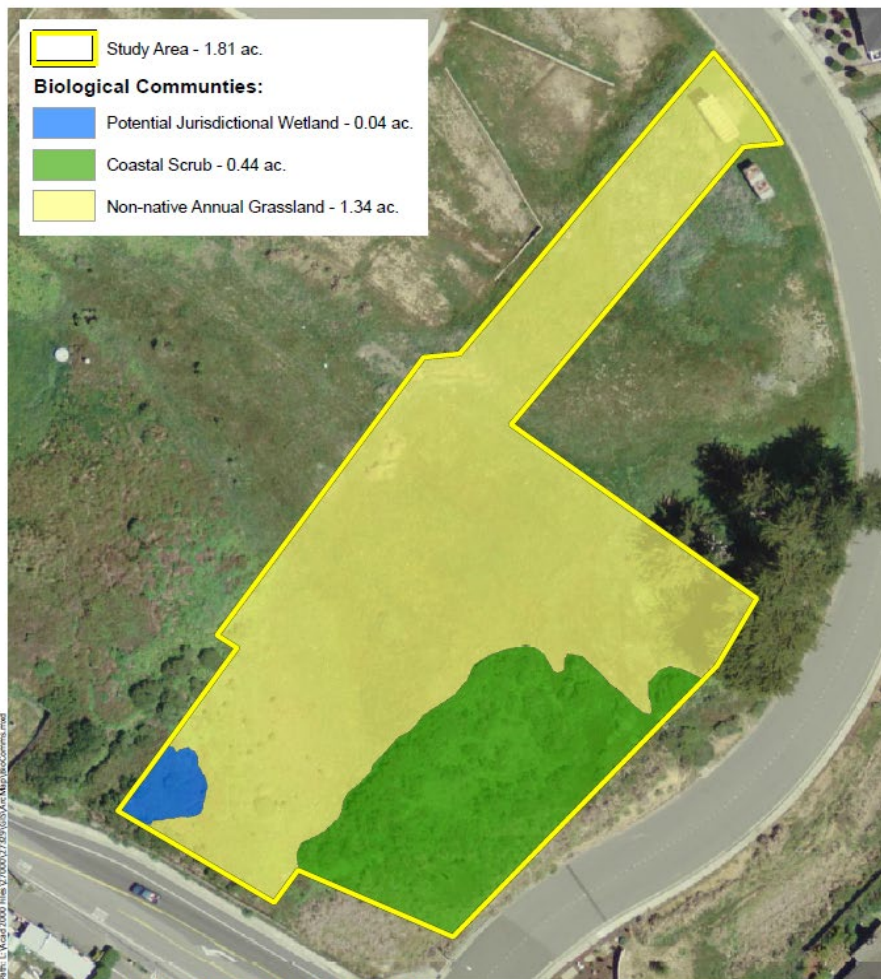 Study Area - 1.81 ac.
Biological Communties:
Potential Jurisdictional Wetland - 0.04 ac.
Coastal Scrub - 0.44 ac.
Non-native Annual Grassland - 1.34 ac.